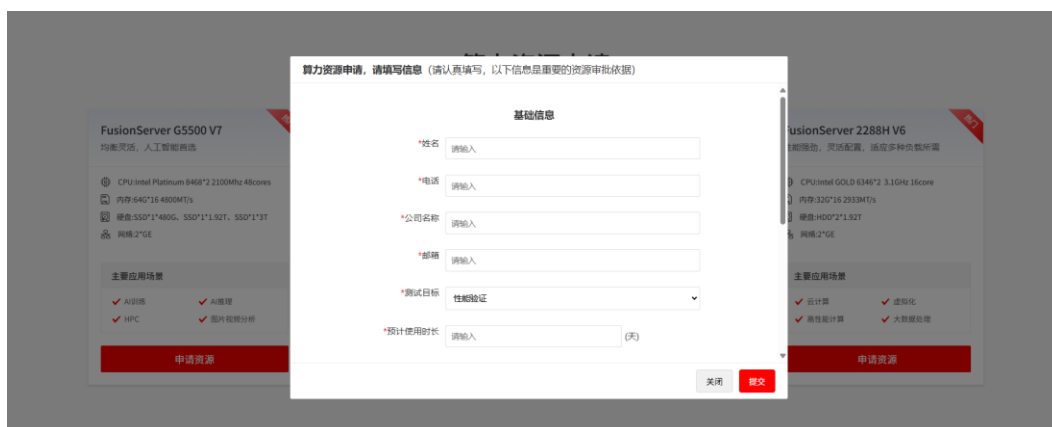 算力资源申请，请填写信息（请认真填写，以下信息是重要的资源审批依据）
基础信息
*姓名 请输入
*电话 请输入
*公司名称 请输入
*邮箱 请输入
*测试目标 性能验证
*预计使用时长 请输入 (天)
关闭 提交
FusionServer G5500 V7
均衡灵活，人工智能首选
CPU:Intel Platinum 8468*2 2100Mhz 48cores
内存:64G*16 4800MT/s
硬盘:SSD*1*480G、SSD*1*1.92T、SSD*1*3T
网络:2*GE
主要应用场景
AI训练 AI推理
HPC 图片视频分析
申请资源
热门
usionServer 2288H V6
能强劲，灵活配置，适应多种负载所需
CPU:Intel GOLD 6346*2 3.1GHz 16core
内存:32G*16 2933MT/s
硬盘:HDD*2*1.92T
网络:2*GE
主要应用场景
云计算 虚拟化
高性能计算 大数据处理
申请资源